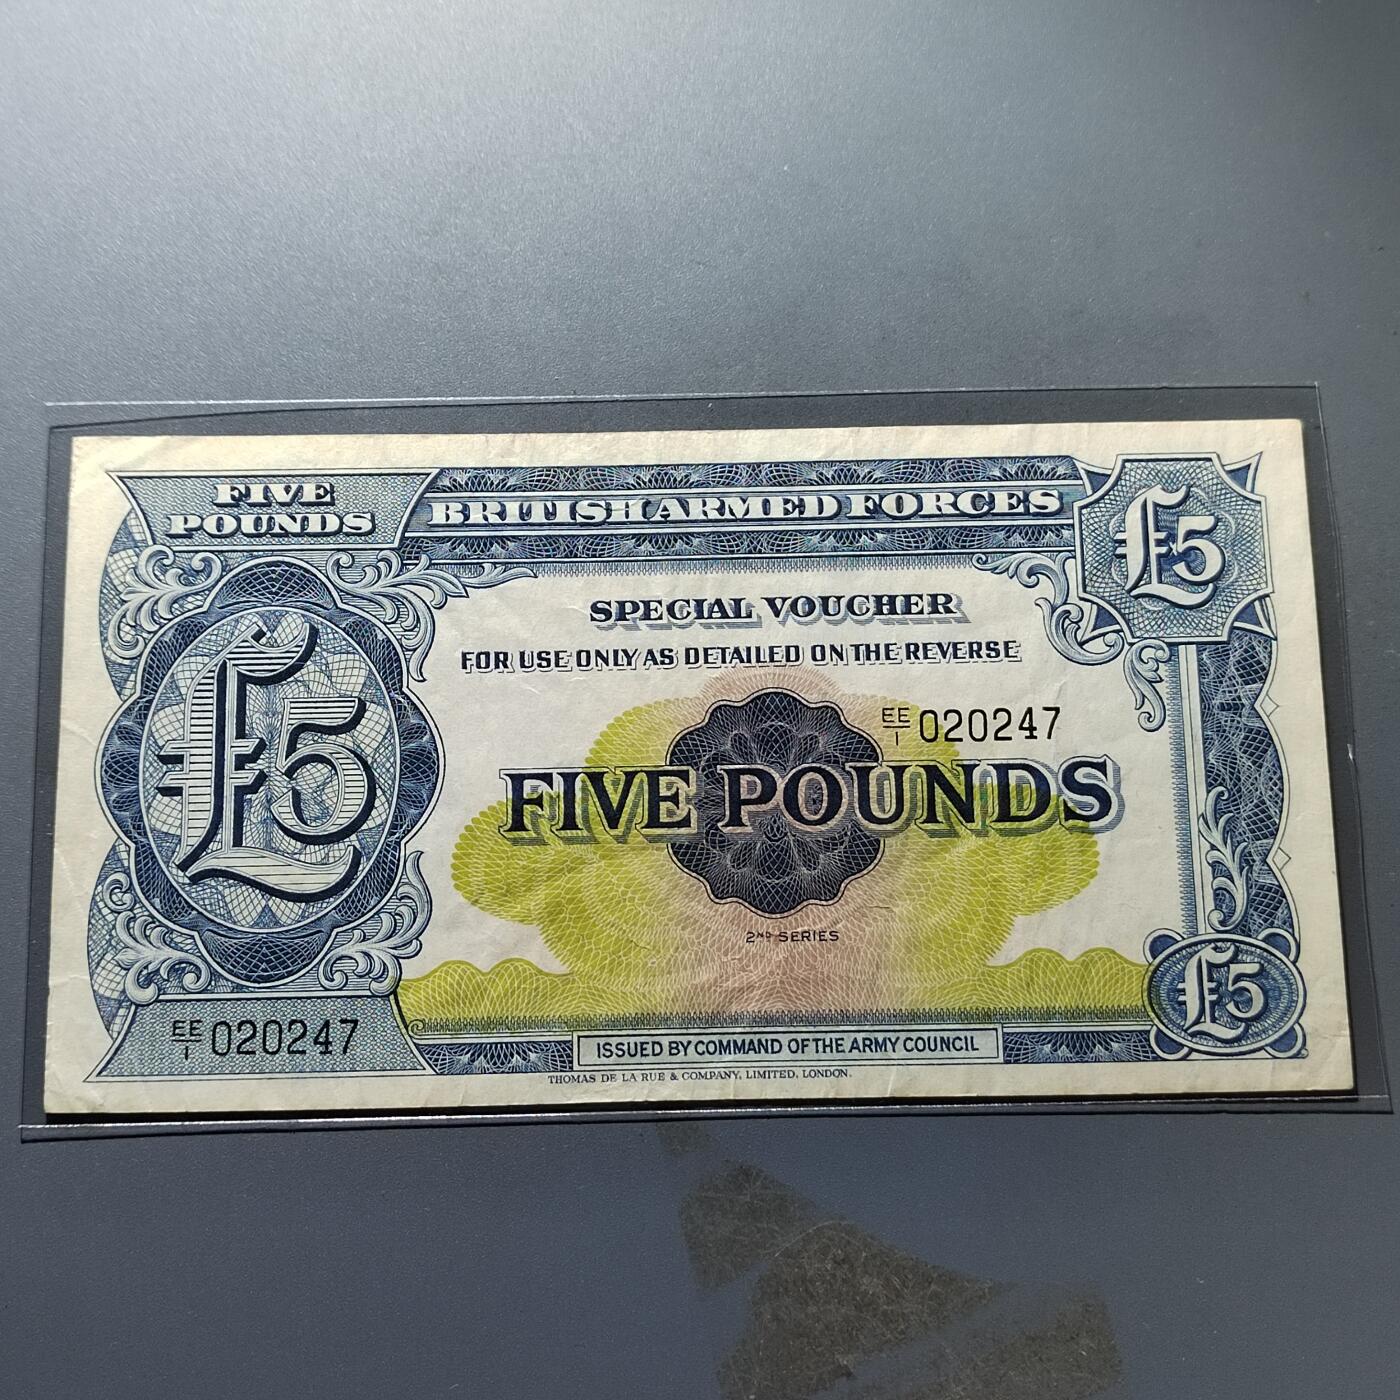 FIVE
POUNDS
BRITISH ARMED FORCES
£5
SPECIAL VOUCHER
FOR USE ONLY AS DETAILED ON THE REVERSE
£5
EE/1 020247
FIVE POUNDS
2ND SERIES
£5
EE/1 020247
ISSUED BY COMMAND OF THE ARMY COUNCIL
THOMAS DE LA RUE & COMPANY, LIMITED, LONDON.